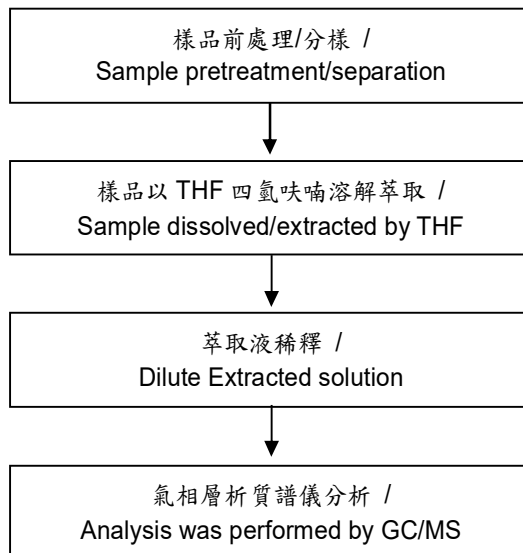 樣品前處理/分樣 /
Sample pretreatment/separation
樣品以 THF 四氫呋喃溶解萃取 /
Sample dissolved/extracted by THF
萃取液稀釋 /
Dilute Extracted solution
氣相層析質譜儀分析 /
Analysis was performed by GC/MS